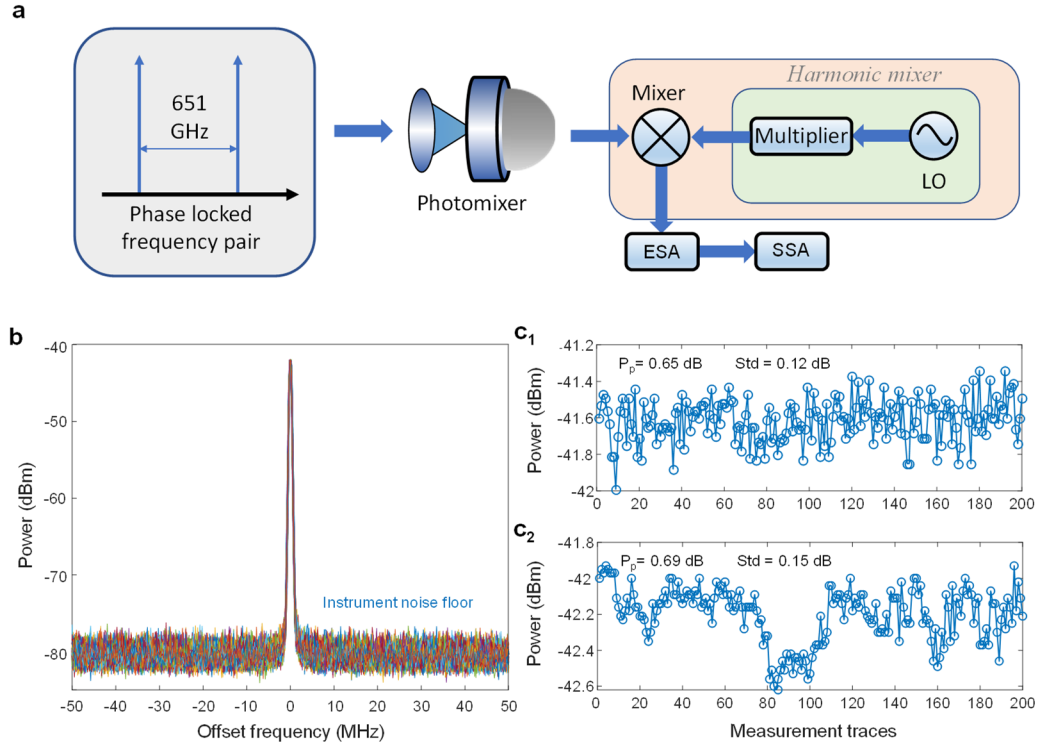 a
651
GHz
Phase locked
frequency pair
Photomixer
Harmonic mixer
Mixer
Multiplier
LO
ESA
SSA
b
-40
-50
-60
-70
-80
Power (dBm)
Instrument noise floor
-50
-40
-30
-20
-10
0
10
20
30
40
50
Offset frequency (MHz)
c1
-41.2
-41.4
-41.6
-41.8
-42
Power (dBm)
Pp = 0.65 dB
Std = 0.12 dB
0
20
40
60
80
100
120
140
160
180
200
c2
-41.8
-42
-42.2
-42.4
-42.6
Power (dBm)
Pp = 0.69 dB
Std = 0.15 dB
0
20
40
60
80
100
120
140
160
180
200
Measurement traces